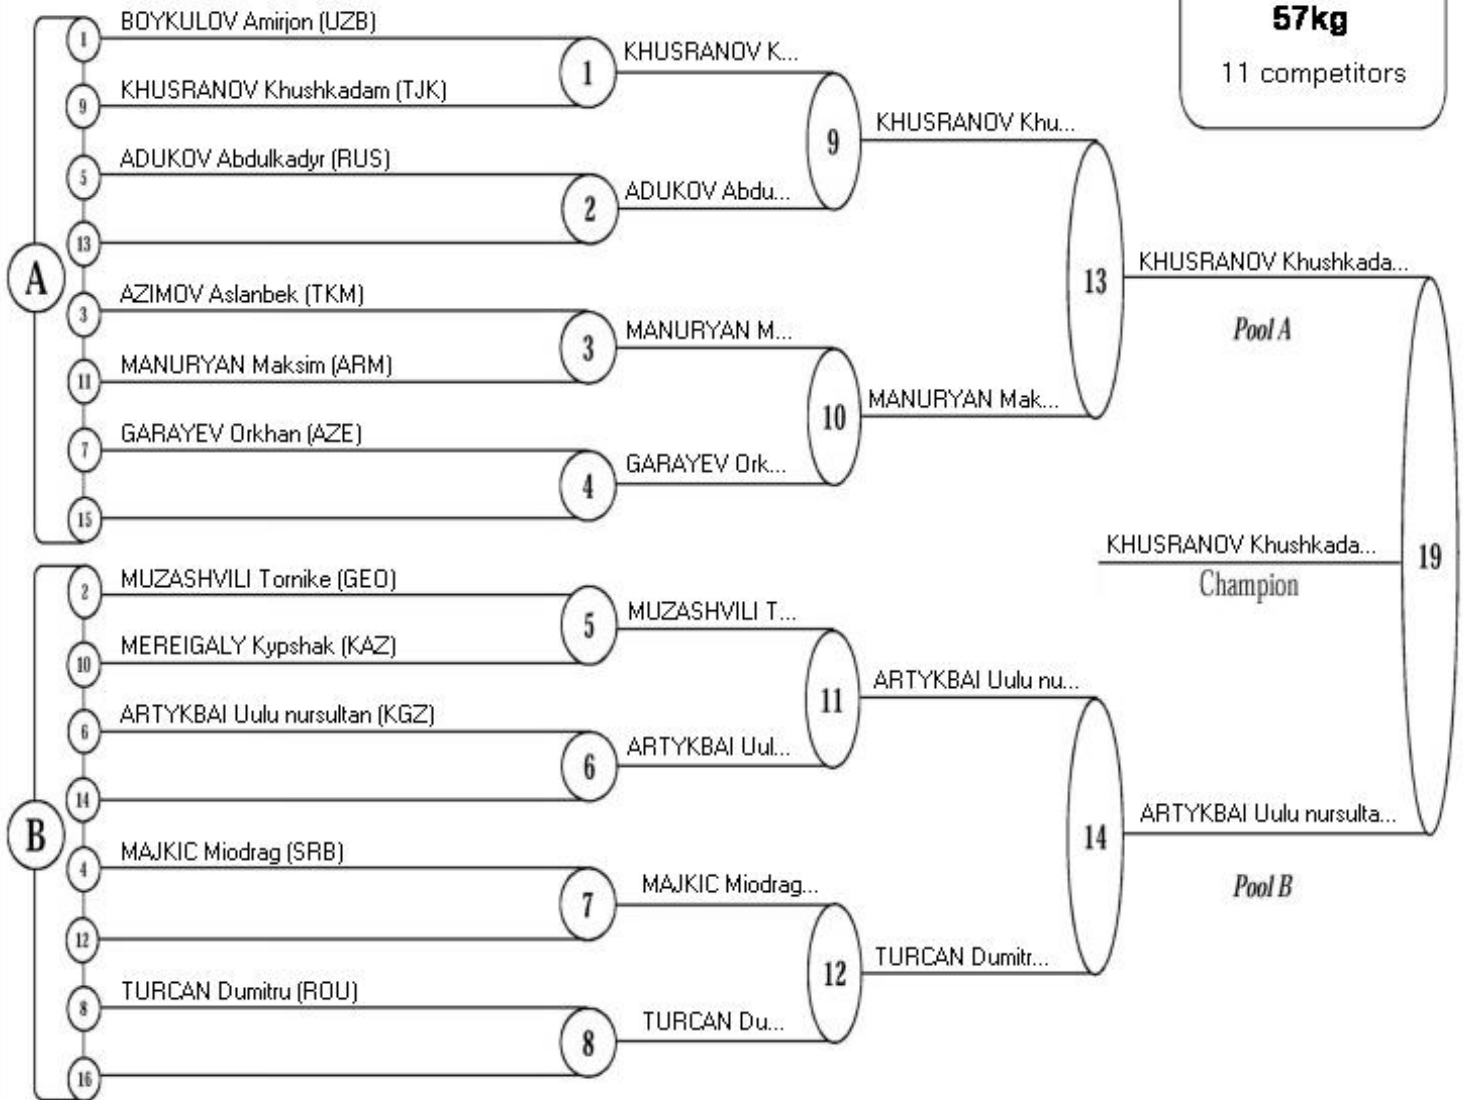 57kg
11 competitors
A
1
BOYKULOV Amirjon (UZB)
9
KHUSRANOV Khushkadam (TJK)
5
ADUKOV Abdulkadyr (RUS)
13
3
AZIMOV Aslanbek (TKM)
11
MANURYAN Maksim (ARM)
7
GARAYEV Orkhan (AZE)
15
B
2
MUZASHVILI Tornike (GEO)
10
MEREIGALY Kypshak (KAZ)
6
ARTYKBAI Uulu nursultan (KGZ)
14
4
MAJKIC Miodrag (SRB)
12
8
TURCAN Dumitru (ROU)
16
1
KHUSRANOV K...
2
ADUKOV Abdu...
3
MANURYAN M...
4
GARAYEV Ork...
5
MUZASHVILI T...
6
ARTYKBAI Uul...
7
MAJKIC Miodrag...
8
TURCAN Du...
9
KHUSRANOV Khu...
10
MANURYAN Mak...
11
ARTYKBAI Uulu nu...
12
TURCAN Dumitr...
13
KHUSRANOV Khushkada...
Pool A
14
ARTYKBAI Uulu nursulta...
Pool B
19
KHUSRANOV Khushkada...
Champion